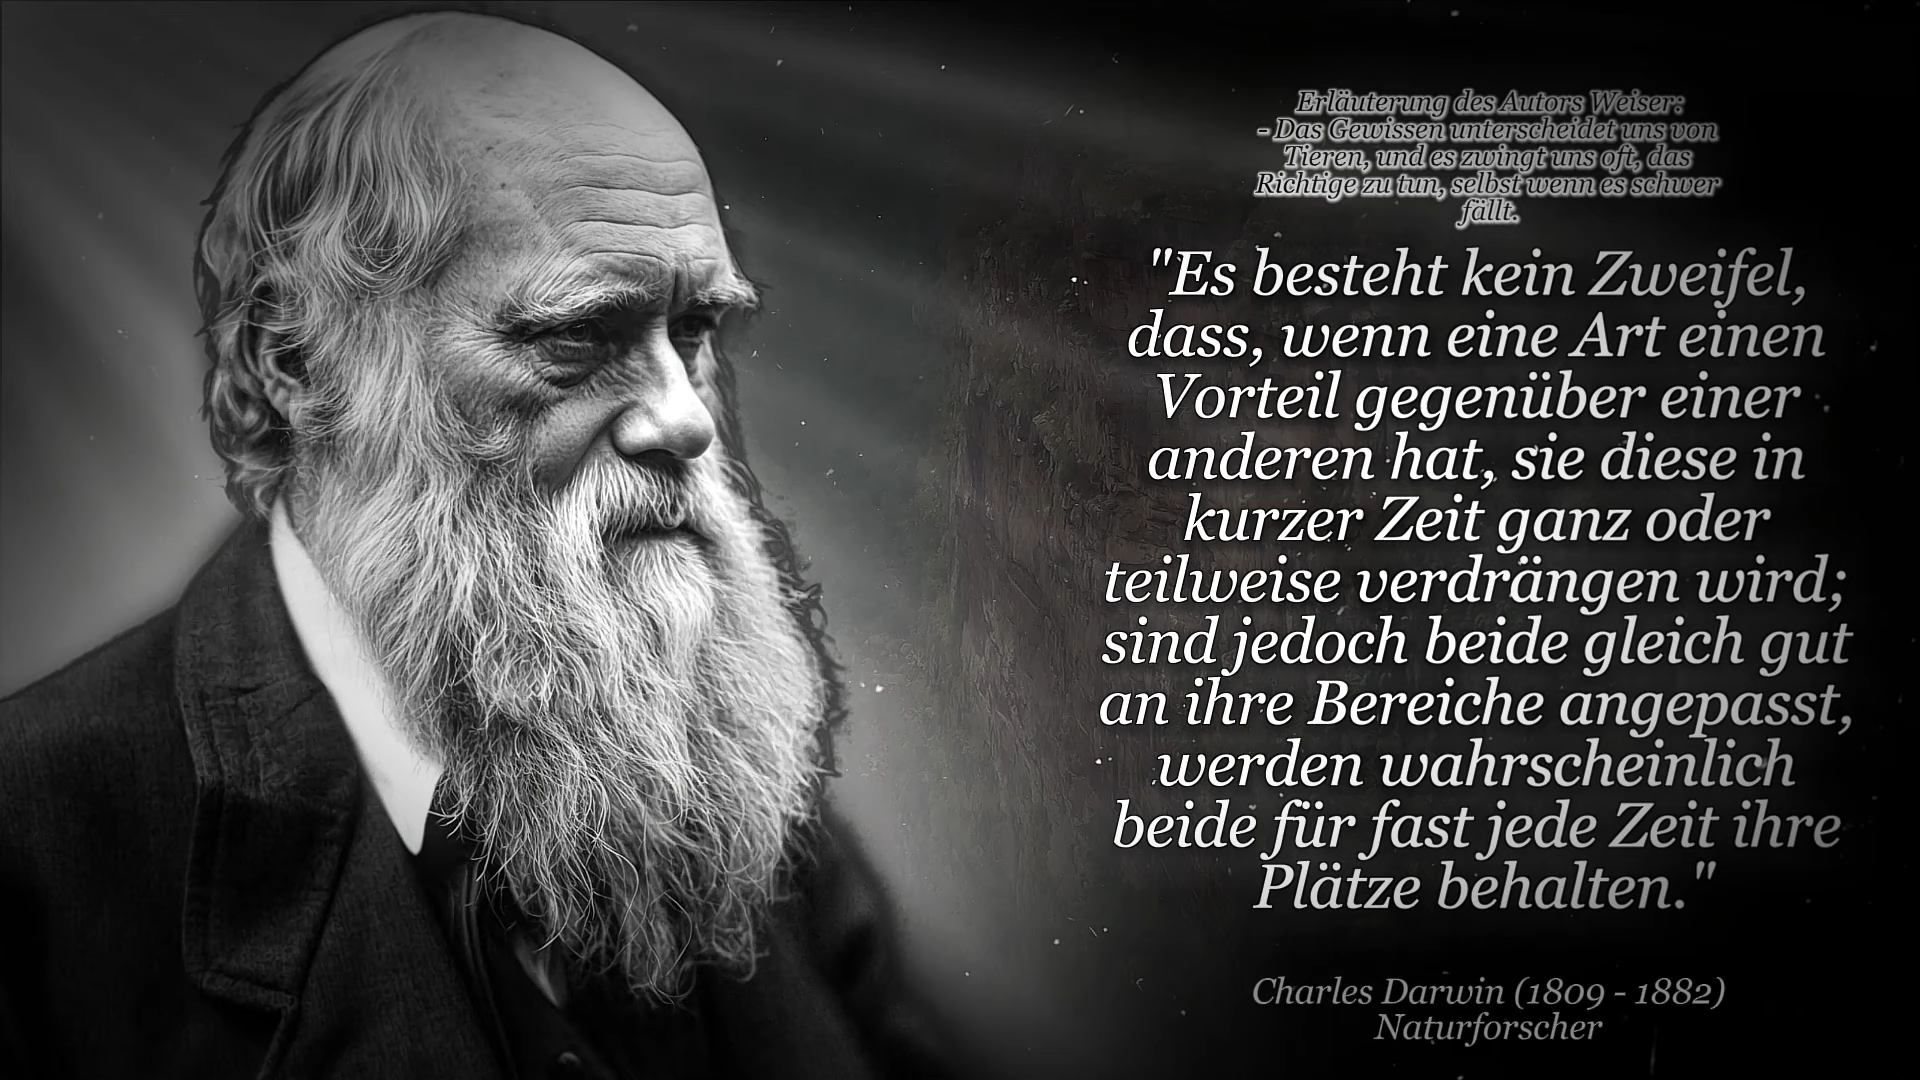 Erläuterung des Autors Weiser:
- Das Gewissen unterscheidet uns von
Tieren, und es zwingt uns oft, das
Richtige zu tun, selbst wenn es schwer
fällt.
"Es besteht kein Zweifel,
dass, wenn eine Art einen
Vorteil gegenüber einer
anderen hat, sie diese in
kurzer Zeit ganz oder
teilweise verdrängen wird;
sind jedoch beide gleich gut
an ihre Bereiche angepasst,
werden wahrscheinlich
beide für fast jede Zeit ihre
Plätze behalten."
Charles Darwin (1809 - 1882)
Naturforscher